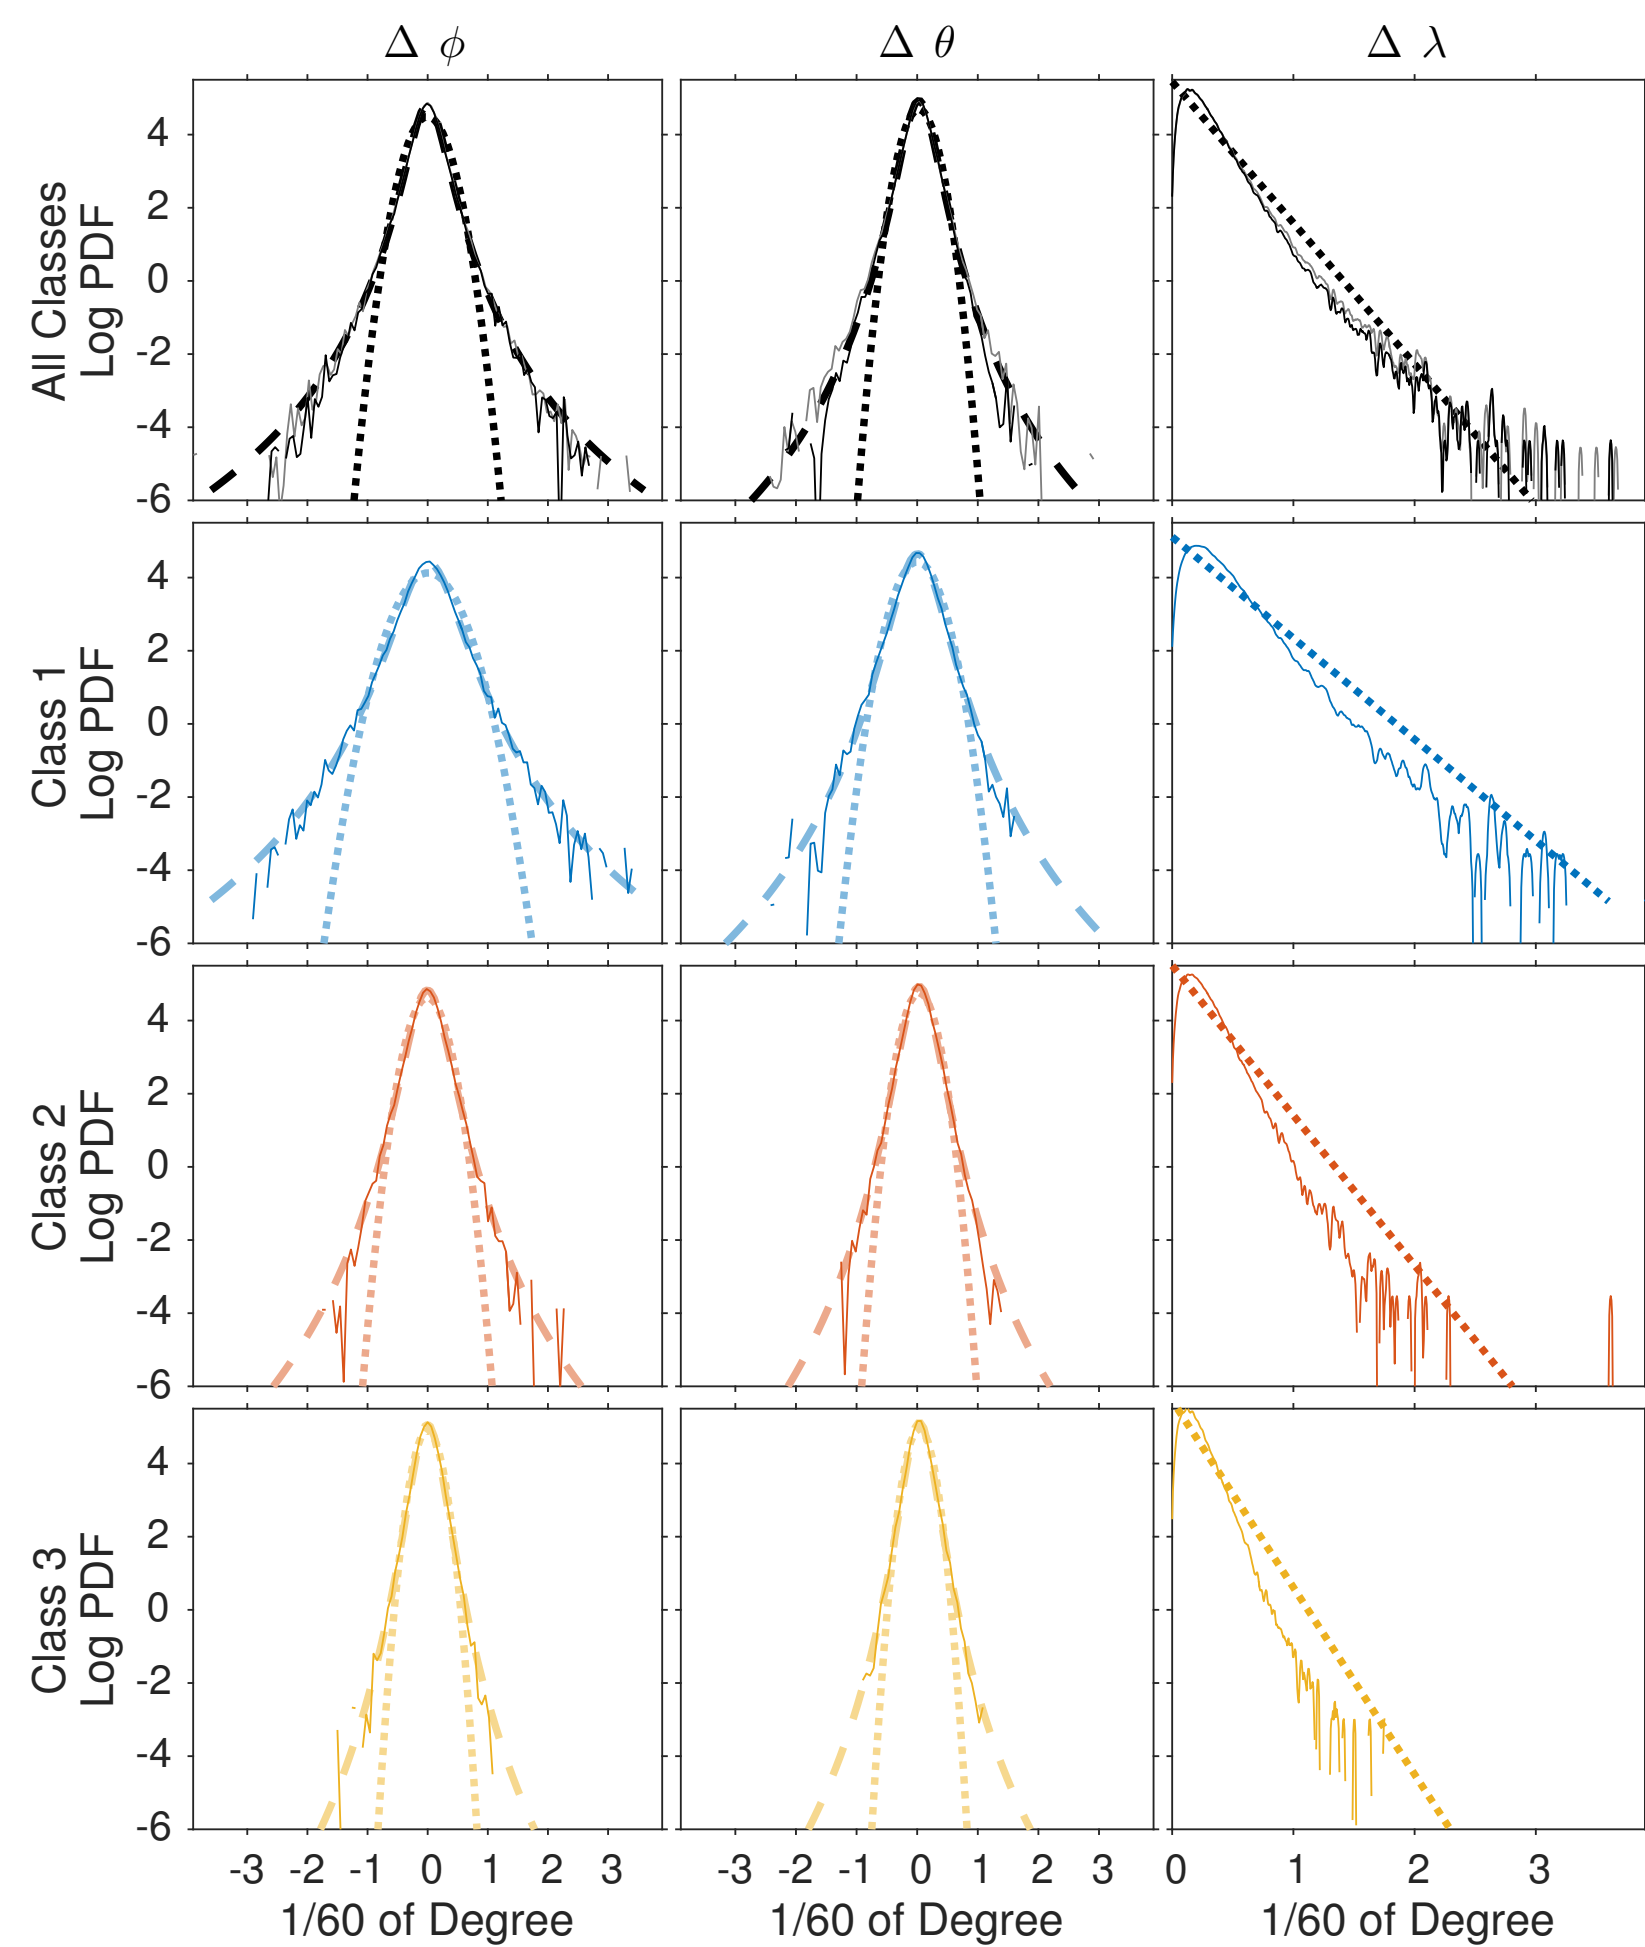 Δ ϕ
Δ θ
Δ λ
All Classes
Log PDF
4
2
0
-2
-4
-6
Class 1
Log PDF
4
2
0
-2
-4
-6
Class 2
Log PDF
4
2
0
-2
-4
-6
Class 3
Log PDF
4
2
0
-2
-4
-6
-3 -2 -1 0 1 2 3
-3 -2 -1 0 1 2 3
0 1 2 3
1/60 of Degree
1/60 of Degree
1/60 of Degree